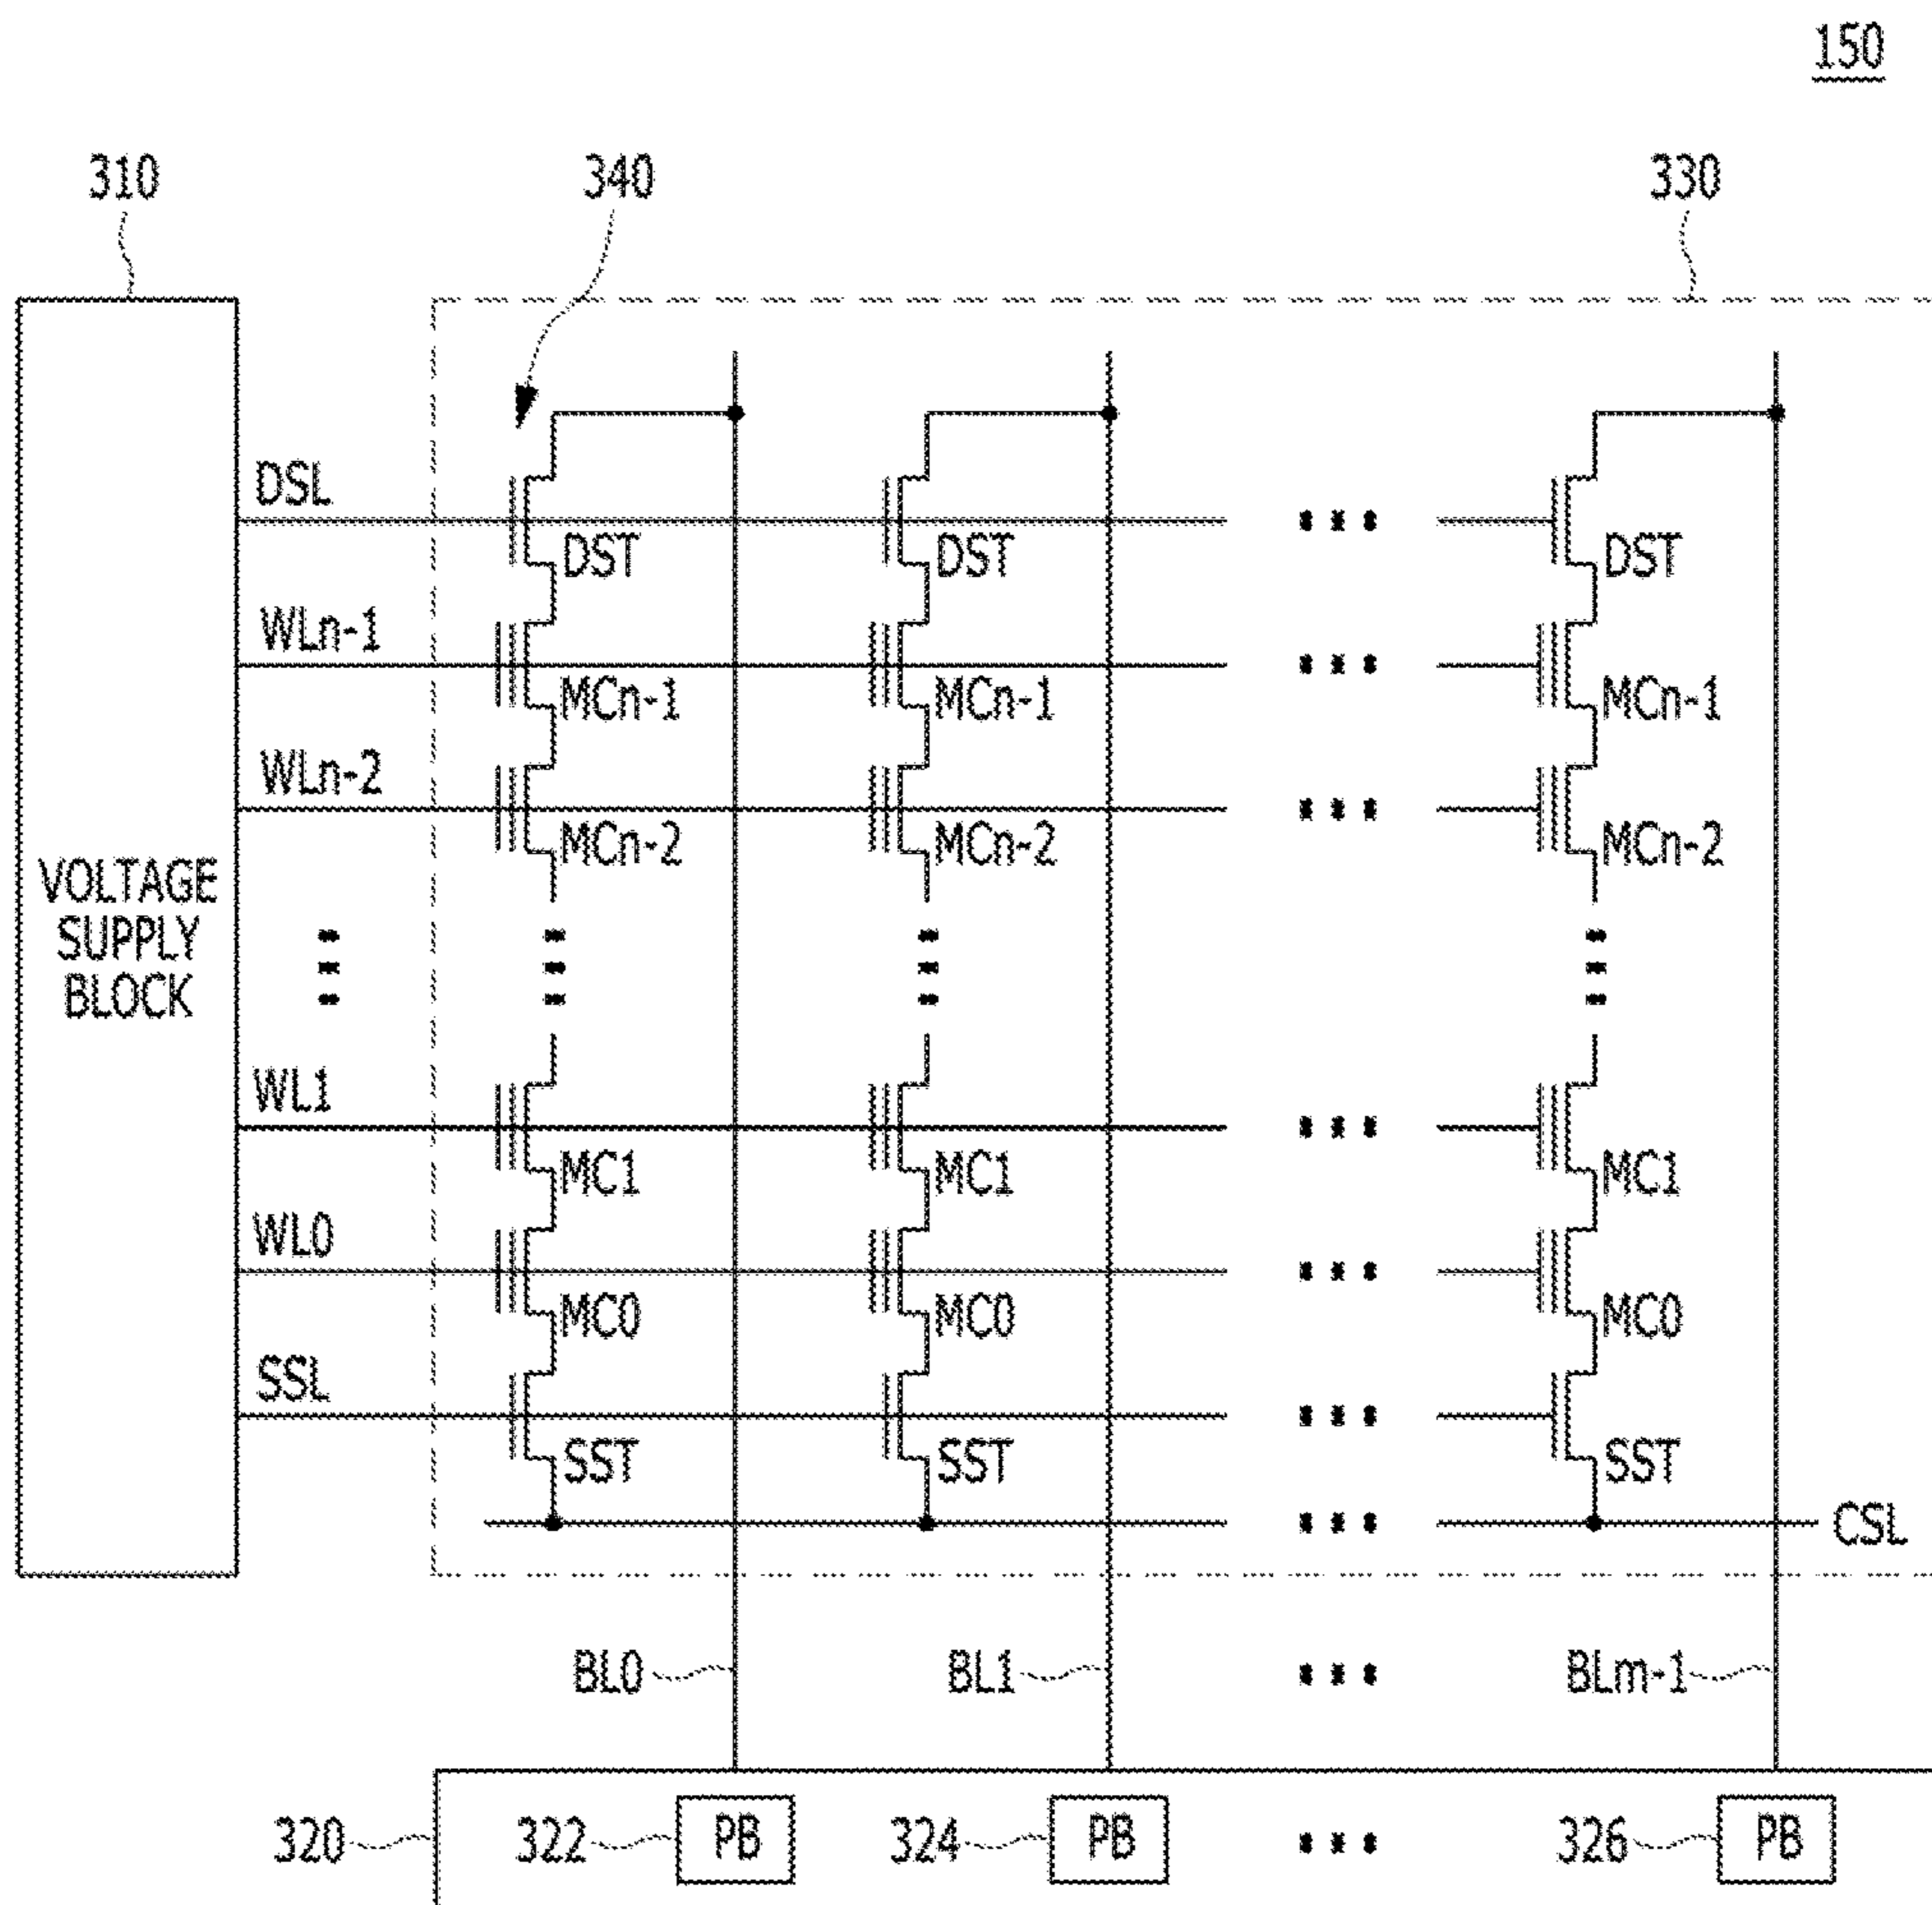 150
310 340 330
DSL
DST DST DST
WLn-1
MCn-1 MCn-1 MCn-1
WLn-2
MCn-2 MCn-2 MCn-2
VOLTAGE
SUPPLY
BLOCK
WL1
MC1 MC1 MC1
WL0
MC0 MC0 MC0
SSL
SST SST SST
CSL
BL0 BL1 BLm-1
320 322 PB 324 PB 326 PB